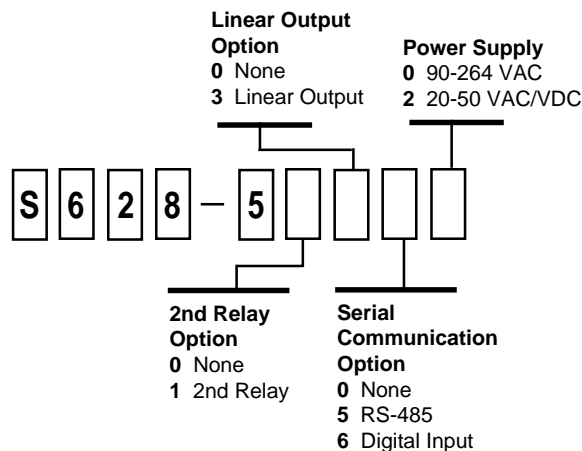 Linear Output
Option
0 None
3 Linear Output
Power Supply
0 90-264 VAC
2 20-50 VAC/VDC
S 6 2 8 – 5
2nd Relay
Option
0 None
1 2nd Relay
Serial
Communication
Option
0 None
5 RS-485
6 Digital Input